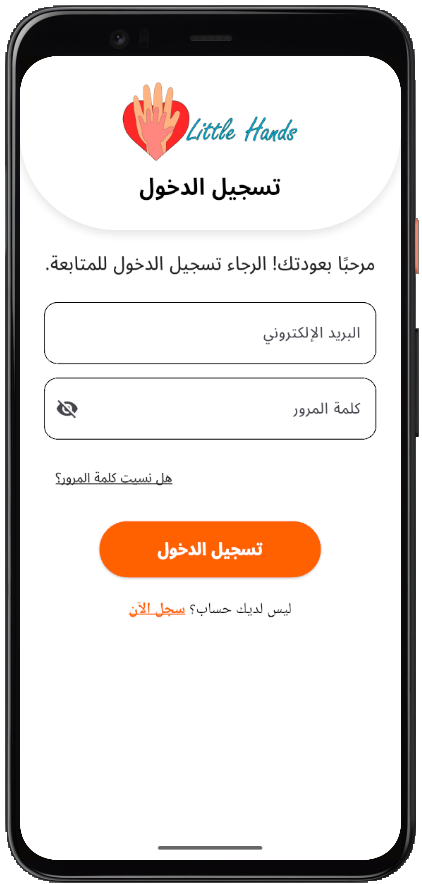 Little Hands
تسجيل الدخول
مرحبًا بعودتك! الرجاء تسجيل الدخول للمتابعة.
البريد الإلكتروني
كلمة المرور
هل نسيت كلمة المرور؟
تسجيل الدخول
ليس لديك حساب؟ سجل الآن